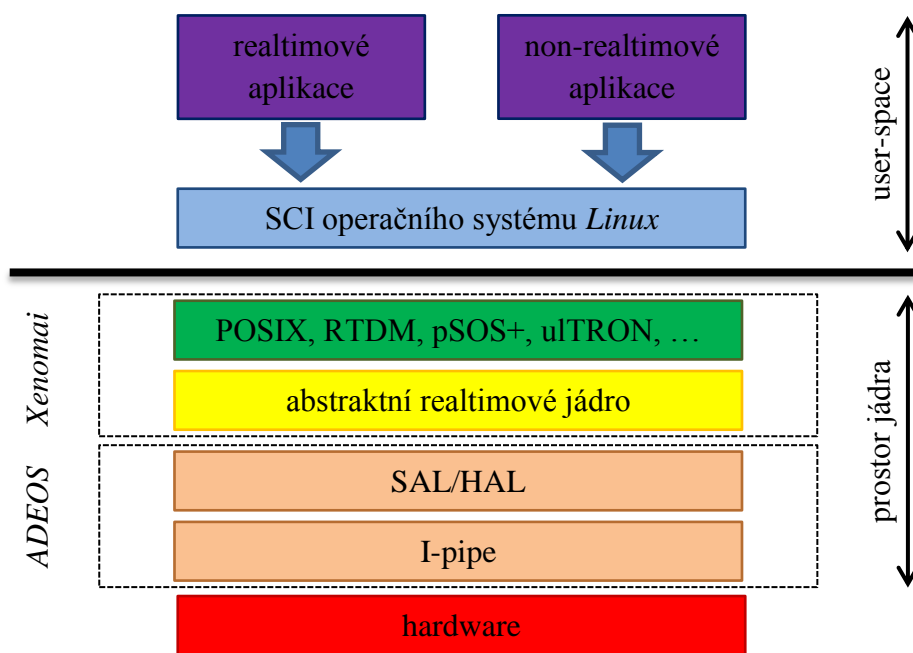 realtimové
aplikace
non-realtimové
aplikace
user-space
SCI operačního systému Linux
Xenomai
POSIX, RTDM, pSOS+, ulTRON, …
abstraktní realtimové jádro
prostor jádra
ADEOS
SAL/HAL
I-pipe
hardware